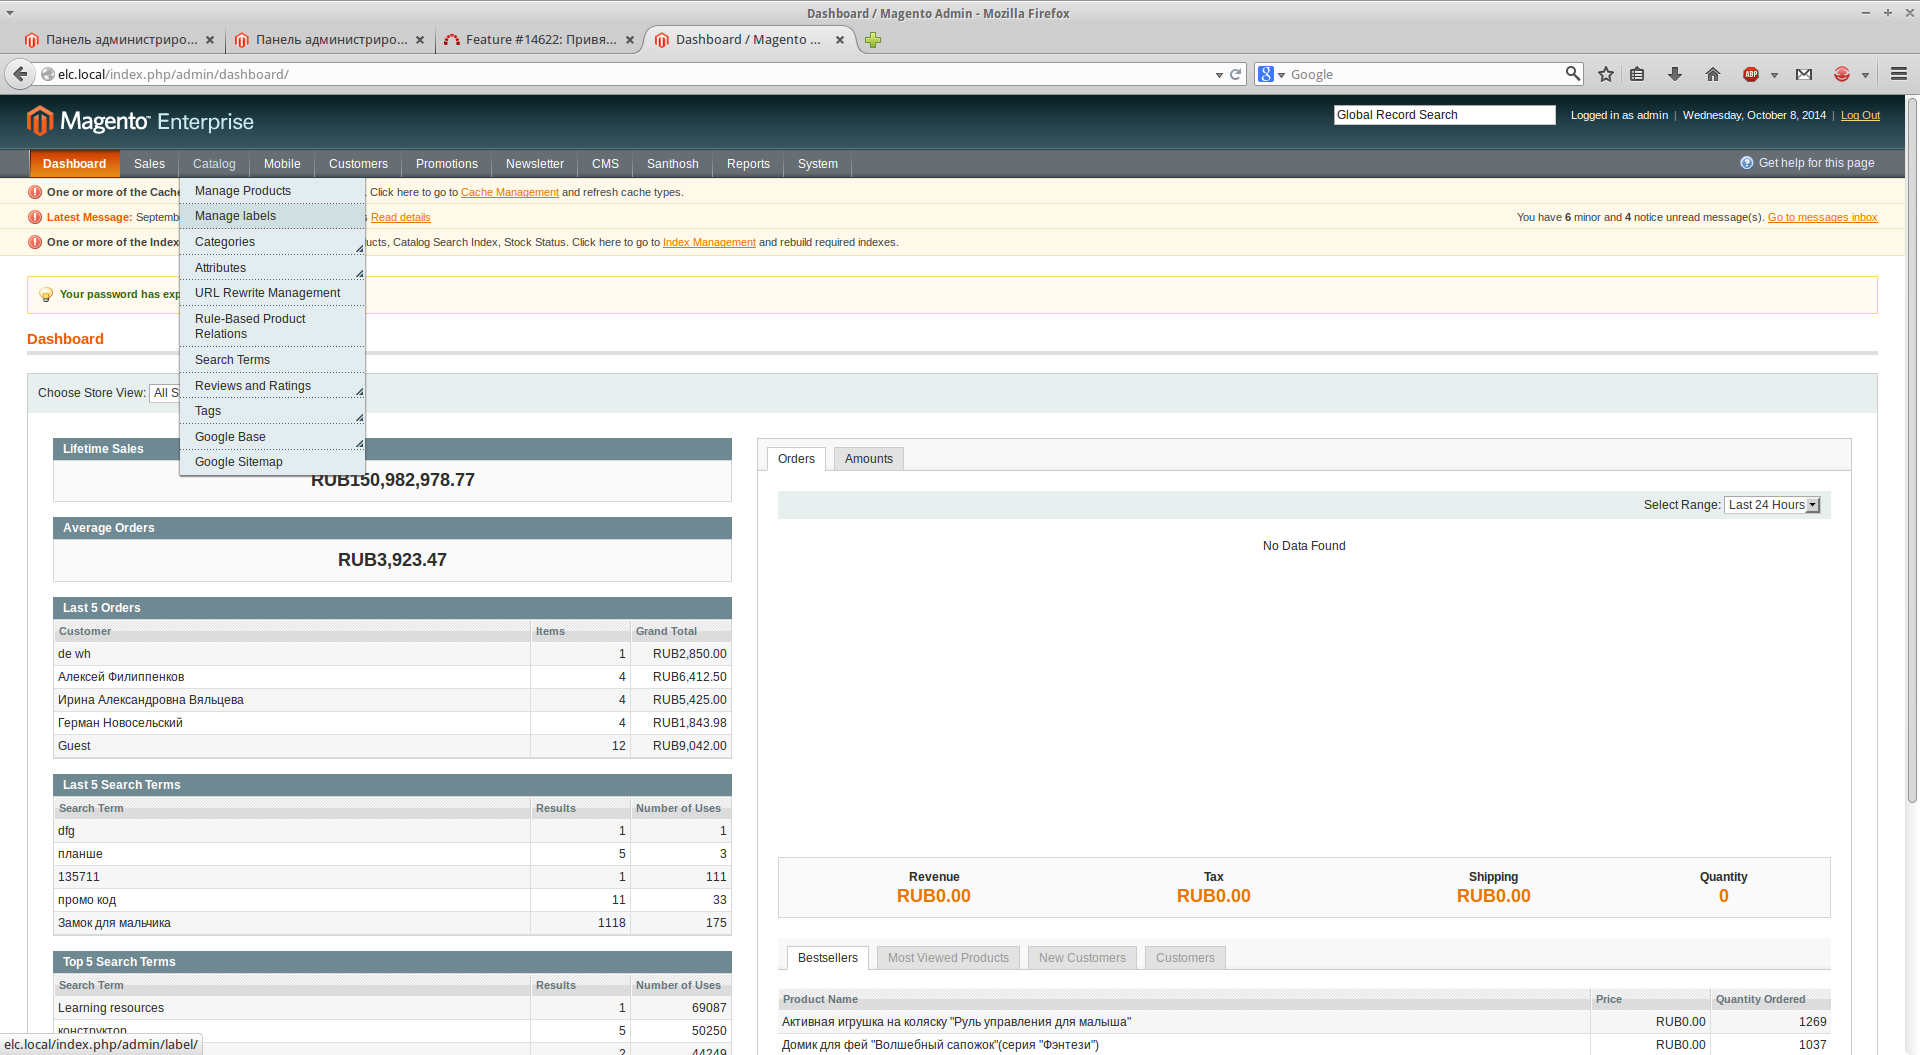 Dashboard / Magento Admin - Mozilla Firefox
Панель администриро...
Панель администриро...
Feature #14622: Привя...
Dashboard / Magento ...
elc.local/index.php/admin/dashboard/
Google
ABP
Magento Enterprise
Global Record Search
Logged in as admin | Wednesday, October 8, 2014 | Log Out
Dashboard
Sales
Catalog
Mobile
Customers
Promotions
Newsletter
CMS
Santhosh
Reports
System
Get help for this page
One or more of the Cache
. Click here to go to Cache Management and refresh cache types.
Latest Message: Septemb
s Read details
You have 6 minor and 4 notice unread message(s). Go to messages inbox
One or more of the Index
ucts, Catalog Search Index, Stock Status. Click here to go to Index Management and rebuild required indexes.
Manage Products
Manage labels
Categories
Attributes
URL Rewrite Management
Rule-Based Product
Relations
Search Terms
Reviews and Ratings
Tags
Google Base
Google Sitemap
Your password has exp
Dashboard
Choose Store View: All S
Lifetime Sales
RUB150,982,978.77
Average Orders
RUB3,923.47
Last 5 Orders
Customer Items Grand Total
de wh 1 RUB2,850.00
Алексей Филиппенков 4 RUB6,412.50
Ирина Александровна Вяльцева 4 RUB5,425.00
Герман Новосельский 4 RUB1,843.98
Guest 12 RUB9,042.00
Last 5 Search Terms
Search Term Results Number of Uses
dfg 1 1
планше 5 3
135711 1 111
промо код 11 33
Замок для мальчика 1118 175
Top 5 Search Terms
Search Term Results Number of Uses
Learning resources 1 69087
конструктор 5 50250
2 44249
Orders
Amounts
Select Range: Last 24 Hours
No Data Found
Revenue Tax Shipping Quantity
RUB0.00 RUB0.00 RUB0.00 0
Bestsellers
Most Viewed Products
New Customers
Customers
Product Name Price Quantity Ordered
Активная игрушка на коляску "Руль управления для малыша" RUB0.00 1269
Домик для фей "Волшебный сапожок"(серия "Фэнтези") RUB0.00 1037
elc.local/index.php/admin/label/